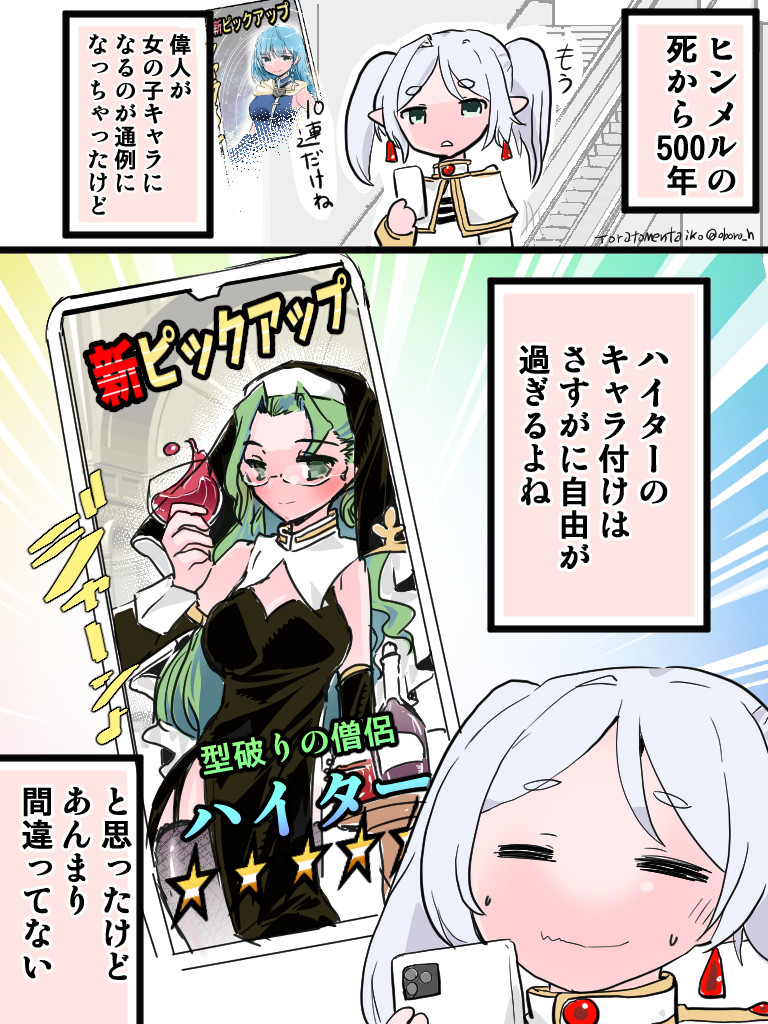 ヒンメルの
死から
500年
もう
10連だけね
新ピックアップ
偉人が
女の子キャラに
なるのが通例に
なっちゃったけど
Toratomentaiko@oboro_h
ハイターの
キャラ付けは
さすがに自由が
過ぎるよね
新ピックアップ
ジャーン
型破りの僧侶
ハイター
★★★★★
と思ったけど
あんまり
間違ってない